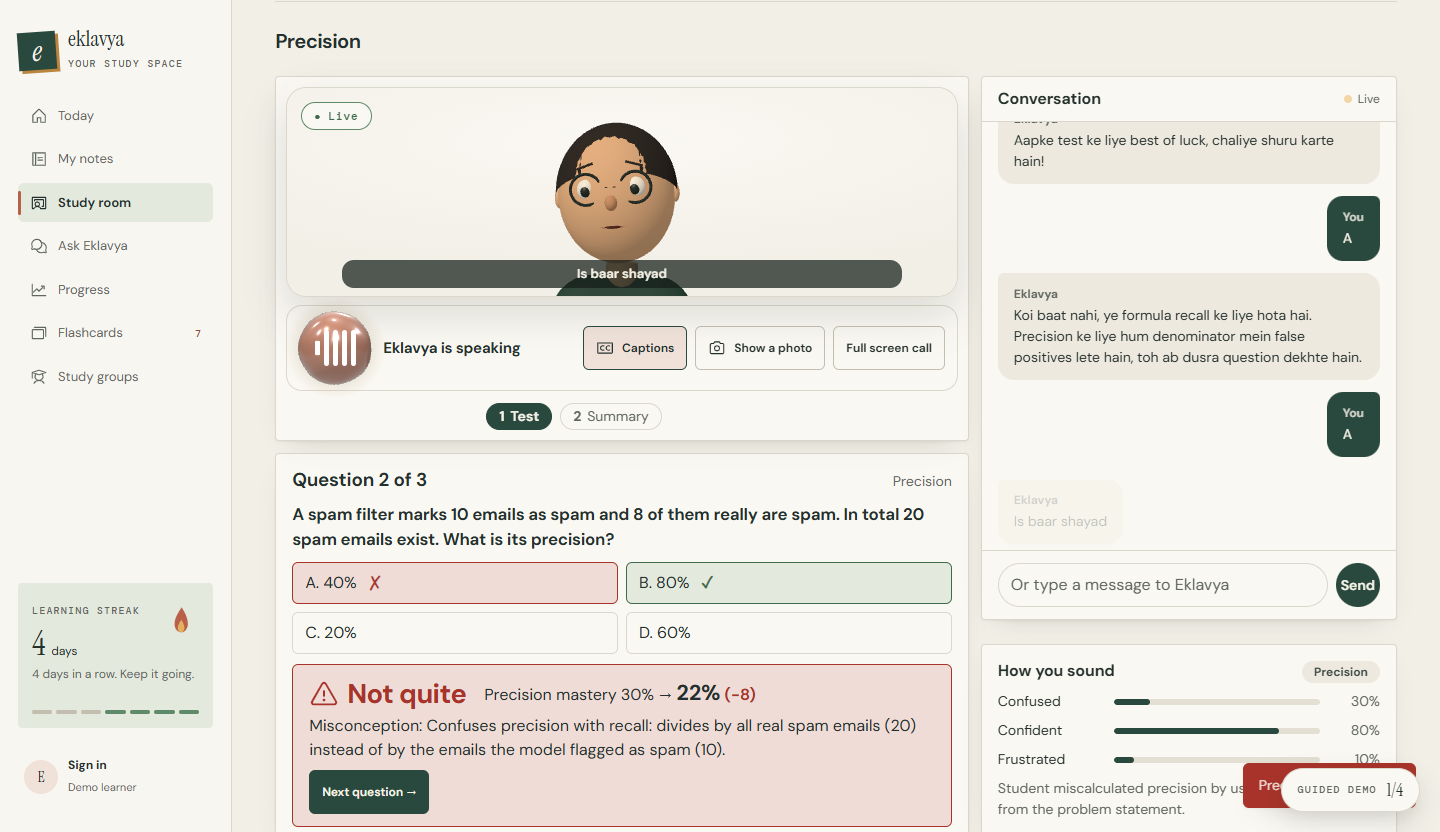 e
eklavya
YOUR STUDY SPACE
Today
My notes
Study room
Ask Eklavya
Progress
Flashcards 7
Study groups
LEARNING STREAK
4 days
4 days in a row. Keep it going.
E
Sign in
Demo learner
Precision
• Live
Is baar shayad
Eklavya is speaking
CC Captions
Show a photo
Full screen call
1 Test
2 Summary
Question 2 of 3
Precision
A spam filter marks 10 emails as spam and 8 of them really are spam. In total 20
spam emails exist. What is its precision?
A. 40% ✗
B. 80% ✓
C. 20%
D. 60%
Not quite
Precision mastery 30% → 22% (-8)
Misconception: Confuses precision with recall: divides by all real spam emails (20)
instead of by the emails the model flagged as spam (10).
Next question →
Conversation
Live
Aapke test ke liye best of luck, chaliye shuru karte
hain!
You
A
Eklavya
Koi baat nahi, ye formula recall ke liye hota hai.
Precision ke liye hum denominator mein false
positives lete hain, toh ab dusra question dekhte hain.
You
A
Eklavya
Is baar shayad
Or type a message to Eklavya
Send
How you sound
Precision
Confused 30%
Confident 80%
Frustrated 10%
Student miscalculated precision by
from the problem statement.
GUIDED DEMO 1/4